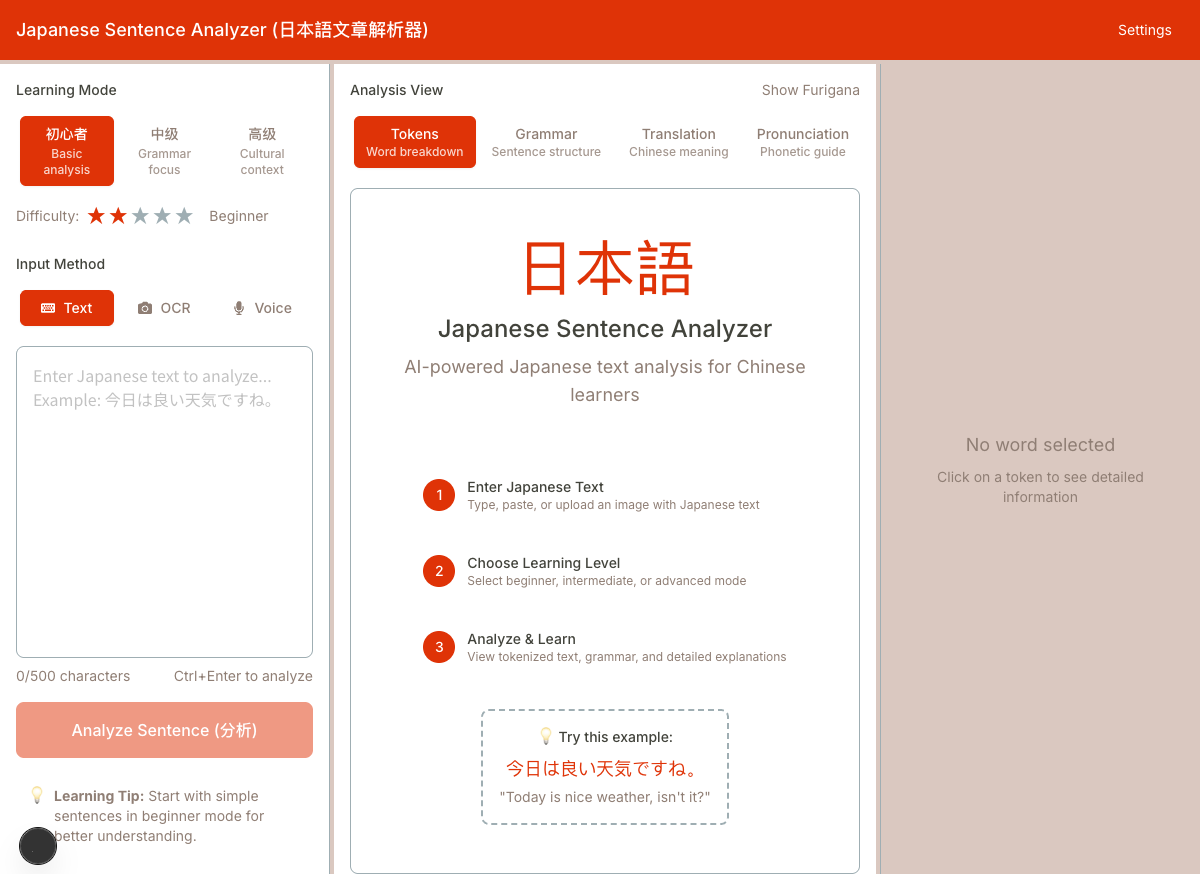 Japanese Sentence Analyzer (日本語文章解析器)
Settings
Learning Mode
初心者
Basic
analysis
中级
Grammar
focus
高级
Cultural
context
Difficulty:
Beginner
Input Method
Text
OCR
Voice
Enter Japanese text to analyze...
Example: 今日は良い天気ですね。
0/500 characters
Ctrl+Enter to analyze
Analyze Sentence (分析)
Learning Tip: Start with simple
sentences in beginner mode for
better understanding.
Analysis View
Show Furigana
Tokens
Word breakdown
Grammar
Sentence structure
Translation
Chinese meaning
Pronunciation
Phonetic guide
日本語
Japanese Sentence Analyzer
AI-powered Japanese text analysis for Chinese
learners
1
Enter Japanese Text
Type, paste, or upload an image with Japanese text
2
Choose Learning Level
Select beginner, intermediate, or advanced mode
3
Analyze & Learn
View tokenized text, grammar, and detailed explanations
Try this example:
今日は良い天気ですね。
"Today is nice weather, isn't it?"
No word selected
Click on a token to see detailed
information